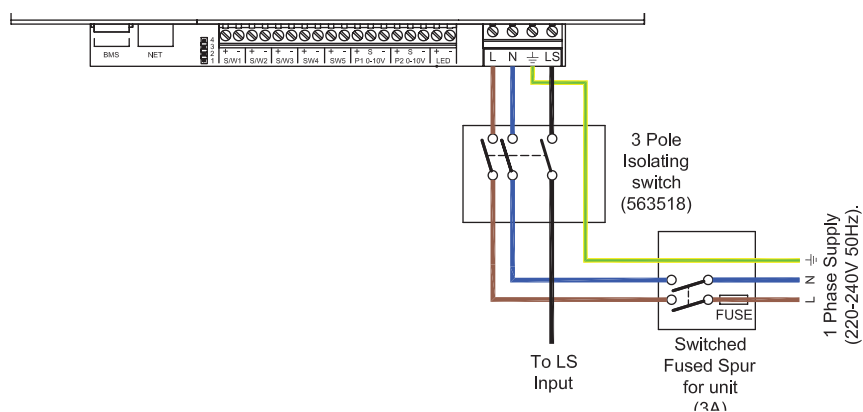 BMS
NET
4
3
2
1
+ - + - + - + - + - + S - + S - + -
S/W1 S/W2 S/W3 SW4 SW5 P1 0-10V P2 0-10V LED
L N LS
3 Pole
Isolating
switch
(563518)
N
L
1 Phase Supply
(220-240V 50Hz).
FUSE
To LS
Input
Switched
Fused Spur
for unit
(3A)